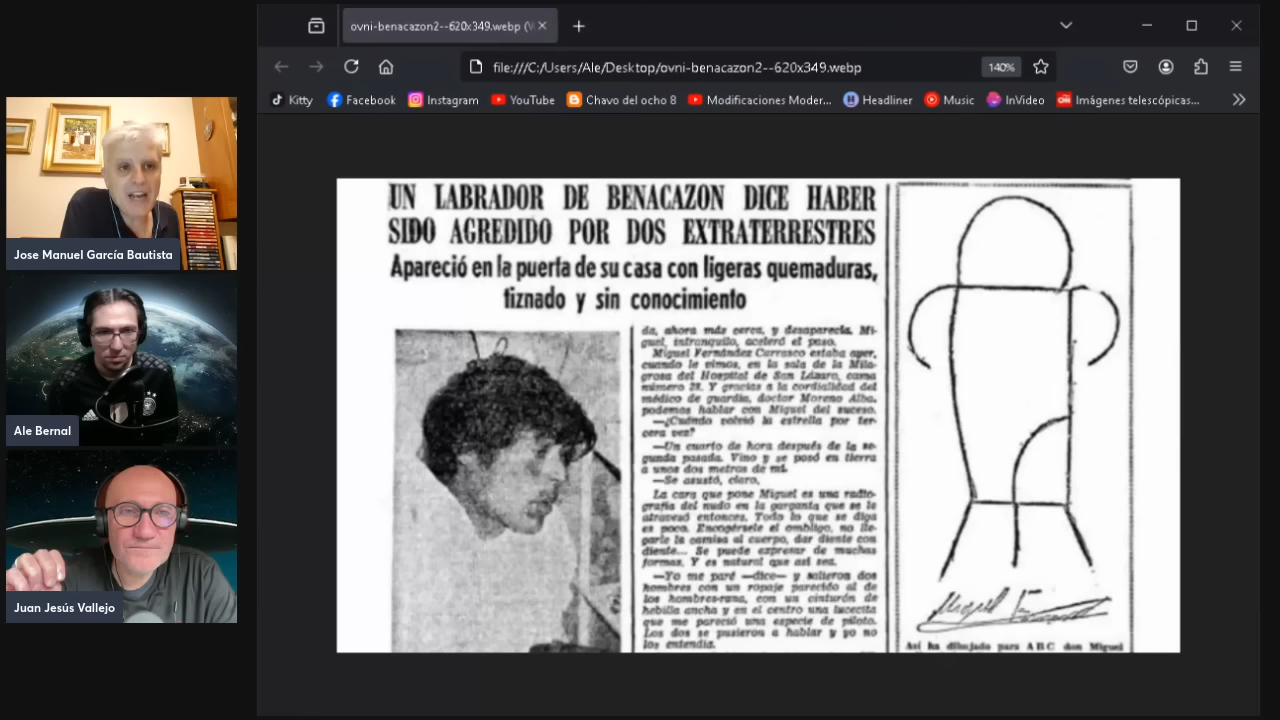 ovni-benacazon2--620x349.webp (W
file:///C:/Users/Ale/Desktop/ovni-benacazon2--620x349.webp
140%
Kitty
Facebook
Instagram
YouTube
Chavo del ocho 8
Modificaciones Moder...
Headliner
Music
InVideo
Imágenes telescópicas...
Jose Manuel García Bautista
Ale Bernal
Juan Jesús Vallejo
UN LABRADOR DE BENACAZON DICE HABER
SIDO AGREDIDO POR DOS EXTRATERRESTRES
Apareció en la puerta de su casa con ligeras quemaduras,
tiznado y sin conocimiento
da, ahora más cerca, y desaparecía. Mi-
guel, intranquilo, aceleró el paso.
Miguel Fernández Carrasco estaba ayer,
cuando le vimos, en la sala de la Mila-
grosa del Hospital de San Lázaro, cama
número 28. Y gracias a la cordialidad del
médico de guardia, doctor Moreno Alba,
podemos hablar con Miguel del suceso.
—¿Cuándo volvió la estrella por ter-
cera vez?
—Un cuarto de hora después de la se-
gunda pasada. Vino y se posó en tierra
a unos dos metros de mí.
—Se asustó, claro.
La cara que pone Miguel es una radio-
grafía del nudo en la garganta que se le
atravesó entonces. Todo lo que se diga
es poco. Encogérsele el ombligo, no lle-
garle la camisa al cuerpo, dar diente con
diente... Se puede expresar de muchas
formas. Y es natural que así sea.
—Yo me paré —dice— y salieron dos
hombres con un ropaje parecido al de
los hombres-rana, con un cinturón de
hebilla ancha y en el centro una lucecita
que me pareció una especie de piloto.
Los dos se pusieron a hablar y yo no
los entendía.
Miguel F
Así ha dibujado para A B C don Miguel